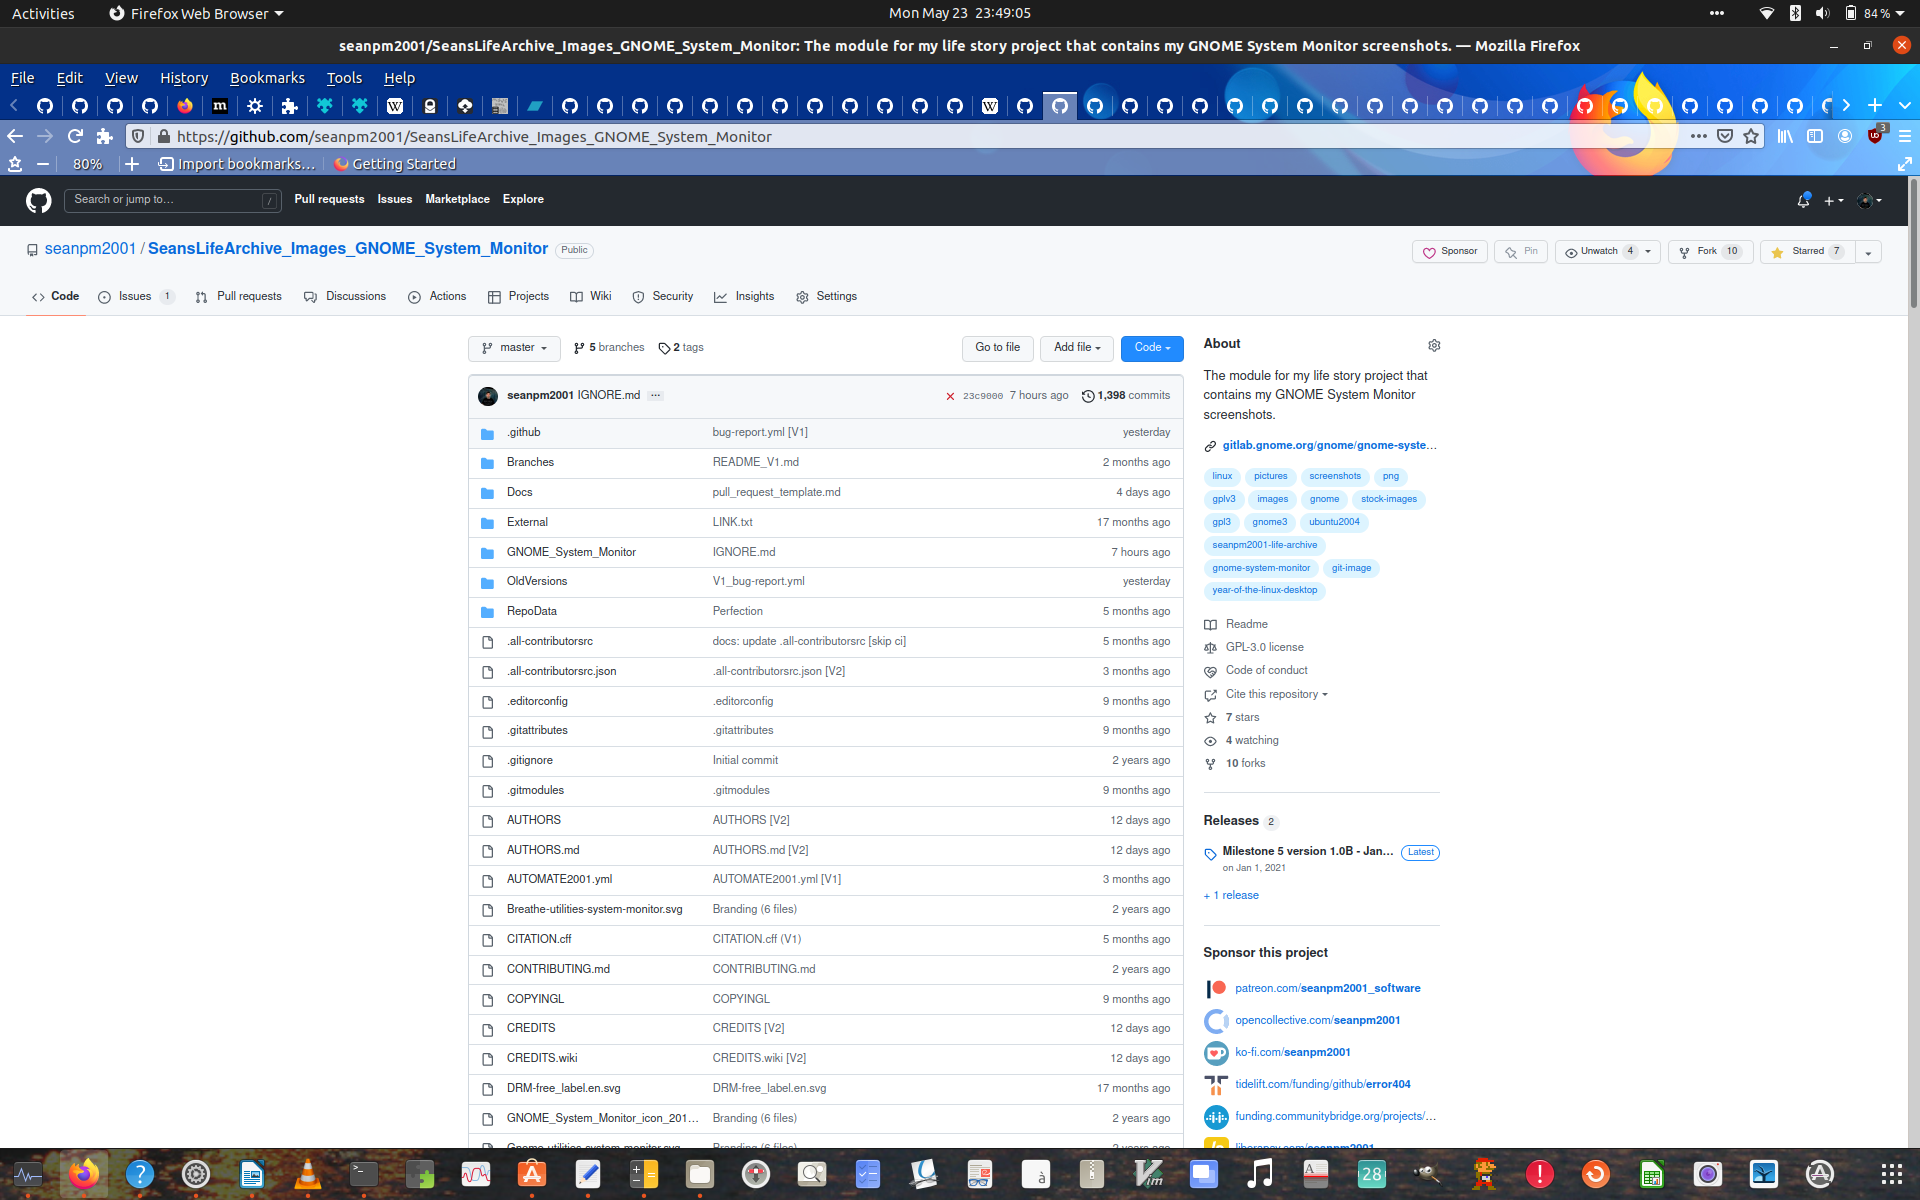 Activities Firefox Web Browser Mon May 23 23:49:05 84 %
seanpm2001/SeansLifeArchive_Images_GNOME_System_Monitor: The module for my life story project that contains my GNOME System Monitor screenshots. — Mozilla Firefox
File Edit View History Bookmarks Tools Help
https://github.com/seanpm2001/SeansLifeArchive_Images_GNOME_System_Monitor 3
80% Import bookmarks… Getting Started
Search or jump to… / Pull requests Issues Marketplace Explore
seanpm2001 / SeansLifeArchive_Images_GNOME_System_Monitor Public Sponsor Pin Unwatch 4 Fork 10 Starred 7
Code Issues 1 Pull requests Discussions Actions Projects Wiki Security Insights Settings
master 5 branches 2 tags Go to file Add file Code
seanpm2001 IGNORE.md ... 23c9000 7 hours ago 1,398 commits
.github bug-report.yml [V1] yesterday
Branches README_V1.md 2 months ago
Docs pull_request_template.md 4 days ago
External LINK.txt 17 months ago
GNOME_System_Monitor IGNORE.md 7 hours ago
OldVersions V1_bug-report.yml yesterday
RepoData Perfection 5 months ago
.all-contributorsrc docs: update .all-contributorsrc [skip ci] 5 months ago
.all-contributorsrc.json .all-contributorsrc.json [V2] 3 months ago
.editorconfig .editorconfig 9 months ago
.gitattributes .gitattributes 9 months ago
.gitignore Initial commit 2 years ago
.gitmodules .gitmodules 9 months ago
AUTHORS AUTHORS [V2] 12 days ago
AUTHORS.md AUTHORS.md [V2] 12 days ago
AUTOMATE2001.yml AUTOMATE2001.yml [V1] 3 months ago
Breathe-utilities-system-monitor.svg Branding (6 files) 2 years ago
CITATION.cff CITATION.cff (V1) 5 months ago
CONTRIBUTING.md CONTRIBUTING.md 2 years ago
COPYINGL COPYINGL 9 months ago
CREDITS CREDITS [V2] 12 days ago
CREDITS.wiki CREDITS.wiki [V2] 12 days ago
DRM-free_label.en.svg DRM-free_label.en.svg 17 months ago
GNOME_System_Monitor_icon_201… Branding (6 files) 2 years ago
About
The module for my life story project that
contains my GNOME System Monitor
screenshots.
gitlab.gnome.org/gnome/gnome-syste…
linux pictures screenshots png
gplv3 images gnome stock-images
gpl3 gnome3 ubuntu2004
seanpm2001-life-archive
gnome-system-monitor git-image
year-of-the-linux-desktop
Readme
GPL-3.0 license
Code of conduct
Cite this repository
7 stars
4 watching
10 forks
Releases 2
Milestone 5 version 1.0B - Jan… Latest
on Jan 1, 2021
+ 1 release
Sponsor this project
patreon.com/seanpm2001_software
opencollective.com/seanpm2001
ko-fi.com/seanpm2001
tidelift.com/funding/github/error404
funding.communitybridge.org/projects/…
liberapay.com/seanpm2001
28